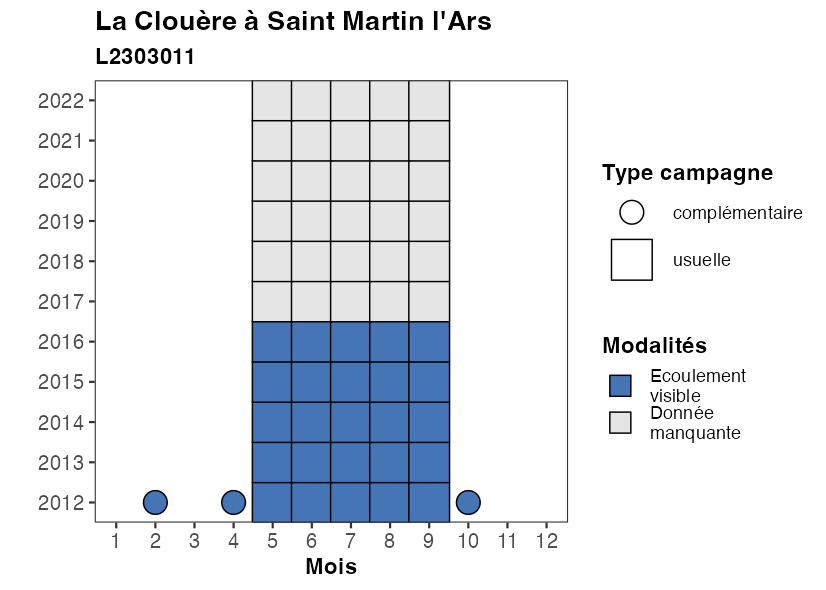 La Clouère à Saint Martin l'Ars
L2303011
2022
2021
2020
2019
2018
2017
2016
2015
2014
2013
2012
1 2 3 4 5 6 7 8 9 10 11 12
Mois
Type campagne
complémentaire
usuelle
Modalités
Ecoulement
visible
Donnée
manquante